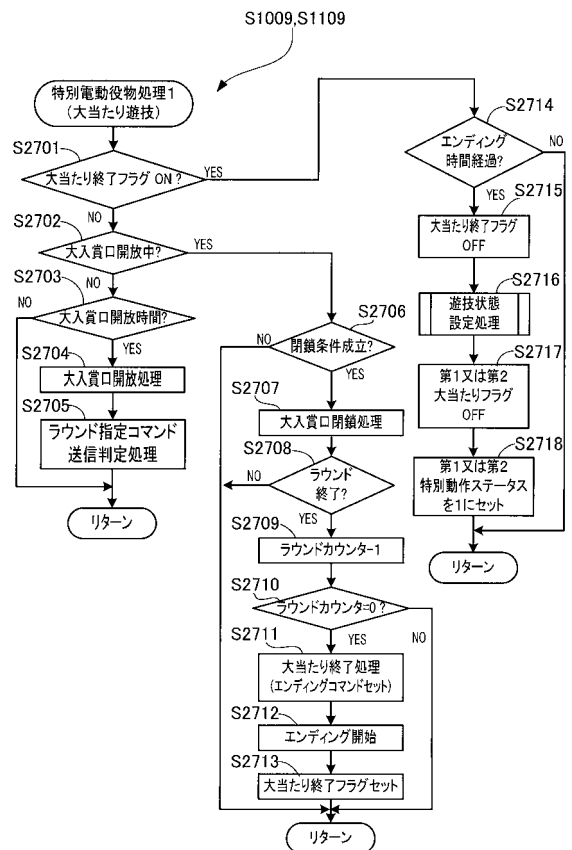 S1009,S1109
特別電動役物処理1
(大当たり遊技)
S2701
大当たり終了フラグ ON?
YES
NO
S2702
大入賞口開放中?
YES
NO
S2703
NO
大入賞口開放時間?
YES
S2704
大入賞口開放処理
S2705
ラウンド指定コマンド
送信判定処理
リターン
S2706
NO
閉鎖条件成立?
YES
S2707
大入賞口閉鎖処理
S2708
NO
ラウンド
終了?
YES
S2709
ラウンドカウンター1
S2710
ラウンドカウンタ=0?
YES
NO
S2711
大当たり終了処理
(エンディングコマンドセット)
S2712
エンディング開始
S2713
大当たり終了フラグセット
リターン
S2714
エンディング
時間経過?
NO
YES
S2715
大当たり終了フラグ
OFF
S2716
遊技状態
設定処理
S2717
第1又は第2
大当たりフラグ
OFF
S2718
第1又は第2
特別動作ステータス
を1にセット
リターン